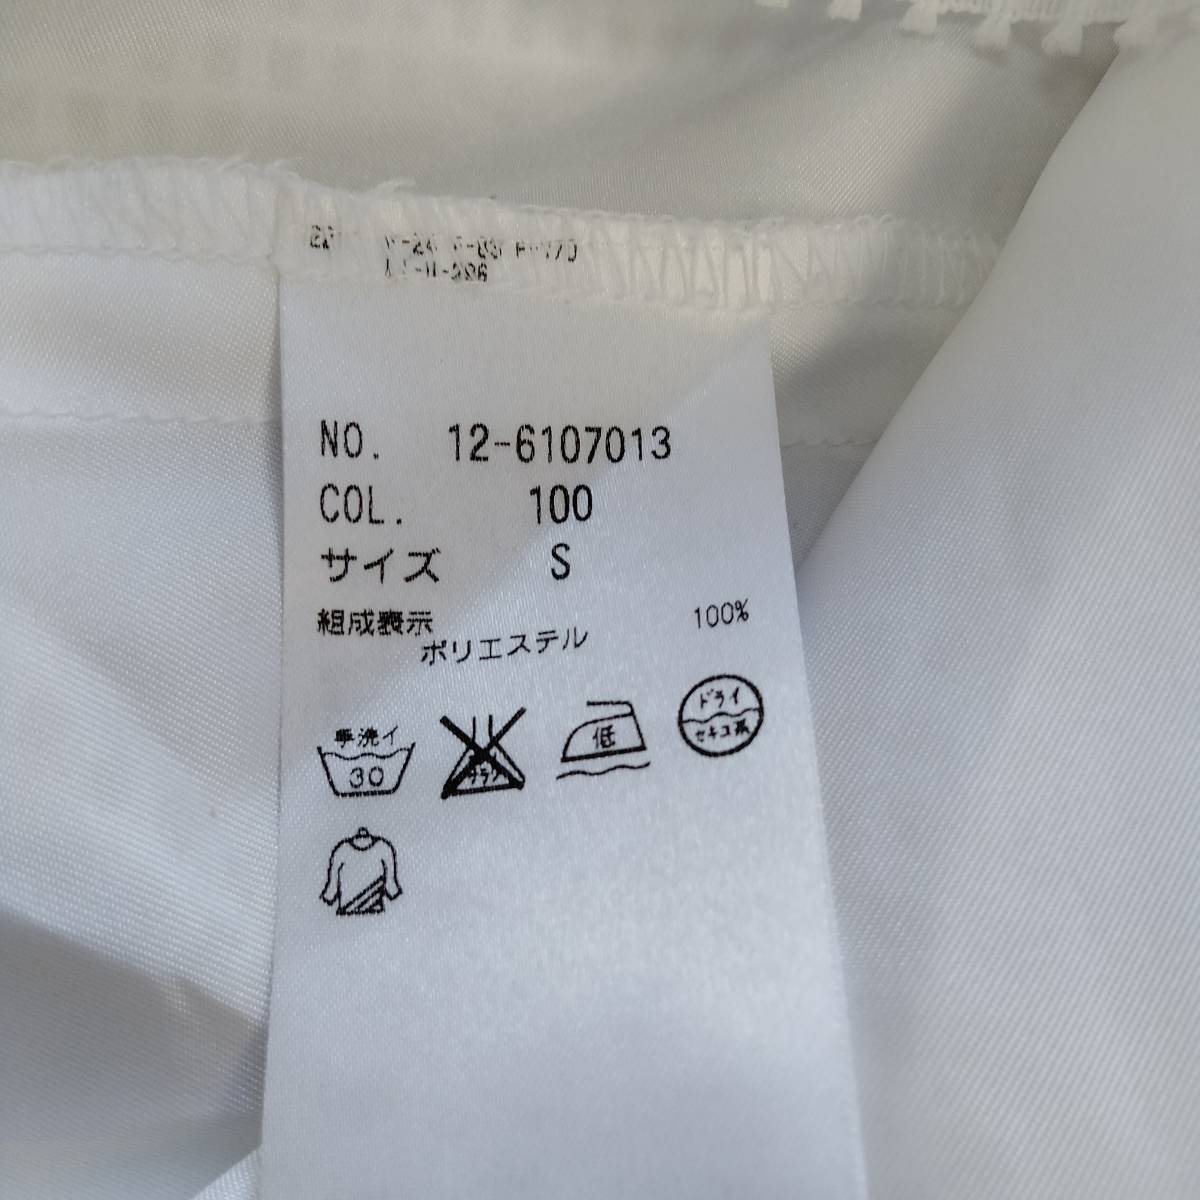 NO. 12-6107013
COL. 100
サイズ S
組成表示
ポリエステル 100%
手洗イ
30
低
ドライ
セキユ系